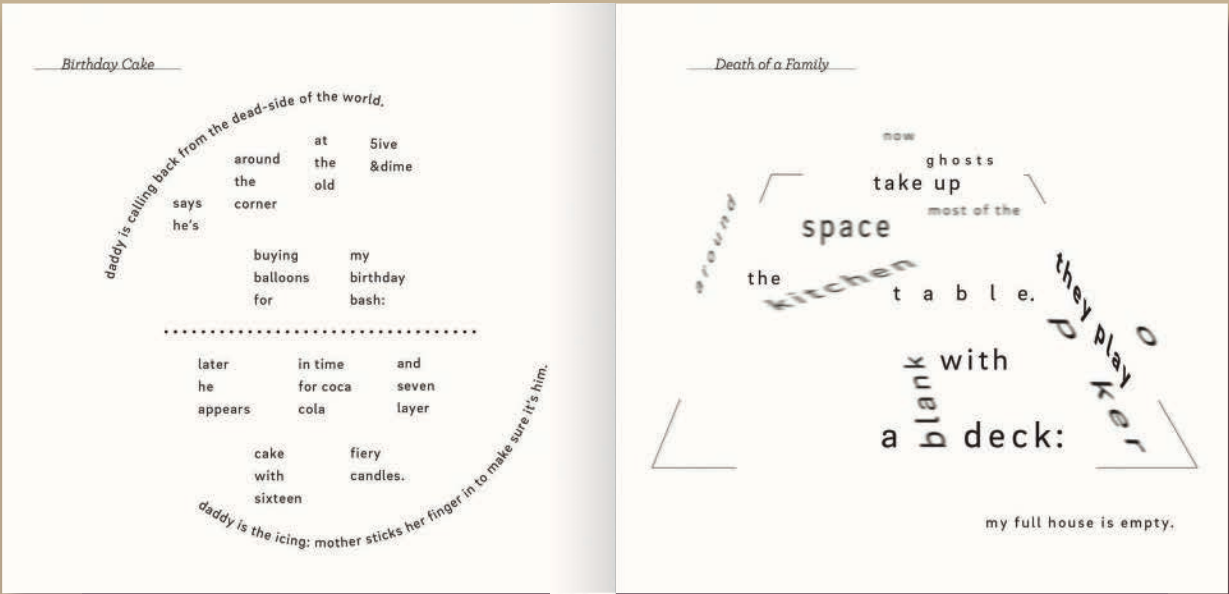 Birthday Cake
daddy is calling back from the dead-side of the world.
says
he's
around
the
corner
at
the
old
5ive
&dime
buying
balloons
for
my
birthday
bash:
later
he
appears
in time
for coca
cola
and
seven
layer
cake
with
sixteen
fiery
candles.
daddy is the icing: mother sticks her finger in to make sure it's him.
Death of a Family
now
ghosts
take up
most of the
space
around
the
kitchen
table.
they play
poker
with
a
blank
deck:
my full house is empty.